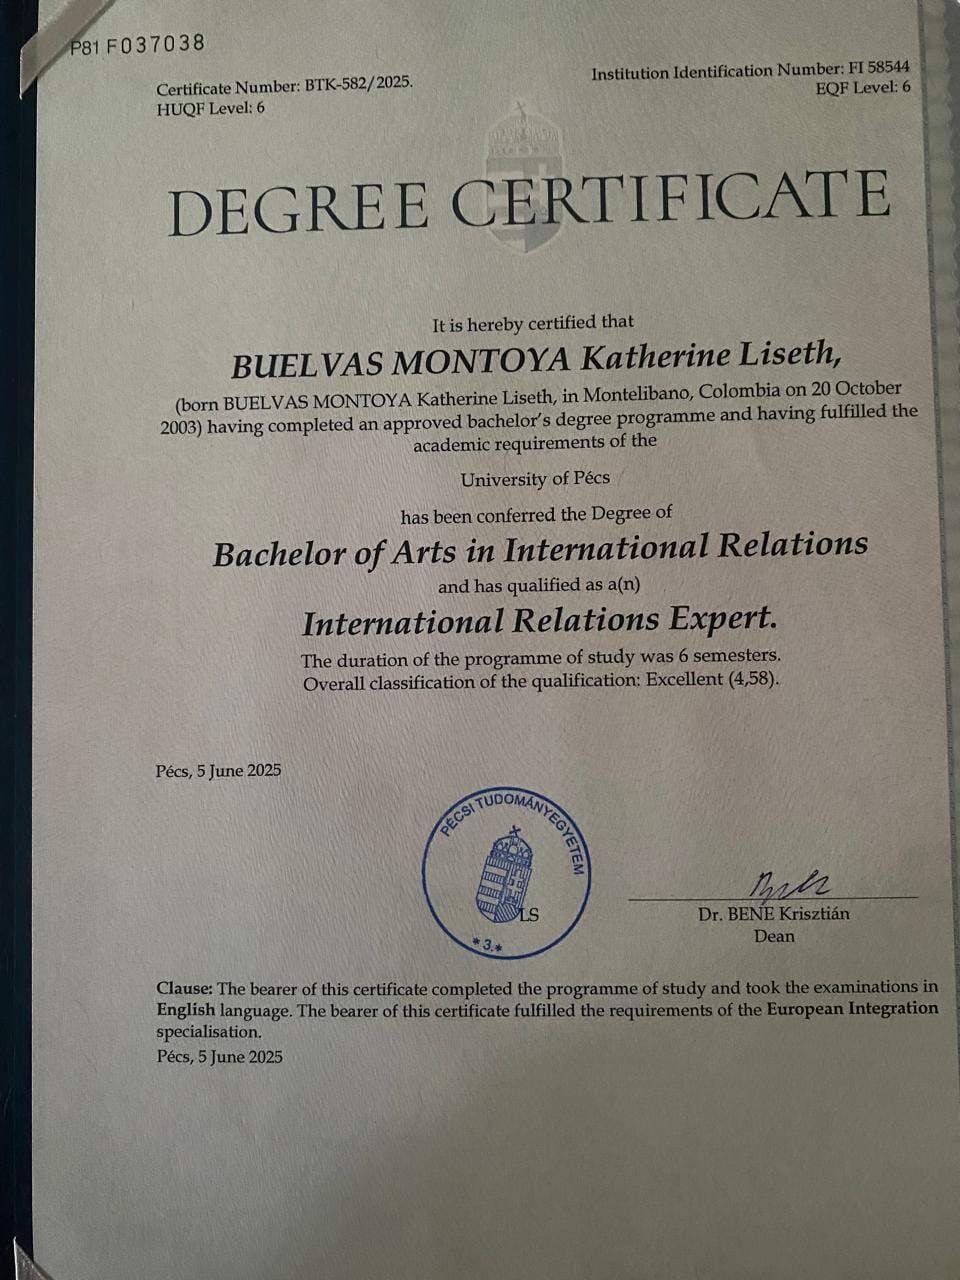 P81 F037038
Certificate Number: BTK-582/2025.
HUQF Level: 6
Institution Identification Number: FI 58544
EQF Level: 6
DEGREE CERTIFICATE
It is hereby certified that
BUELVAS MONTOYA Katherine Liseth,
(born BUELVAS MONTOYA Katherine Liseth, in Montelibano, Colombia on 20 October
2003) having completed an approved bachelor's degree programme and having fulfilled the
academic requirements of the
University of Pécs
has been conferred the Degree of
Bachelor of Arts in International Relations
and has qualified as a(n)
International Relations Expert.
The duration of the programme of study was 6 semesters.
Overall classification of the qualification: Excellent (4,58).
Pécs, 5 June 2025
PÉCSI TUDOMÁNYEGYETEM
LS
* 3. *
Dr. BENE Krisztián
Dean
Clause: The bearer of this certificate completed the programme of study and took the examinations in
English language. The bearer of this certificate fulfilled the requirements of the European Integration
specialisation.
Pécs, 5 June 2025